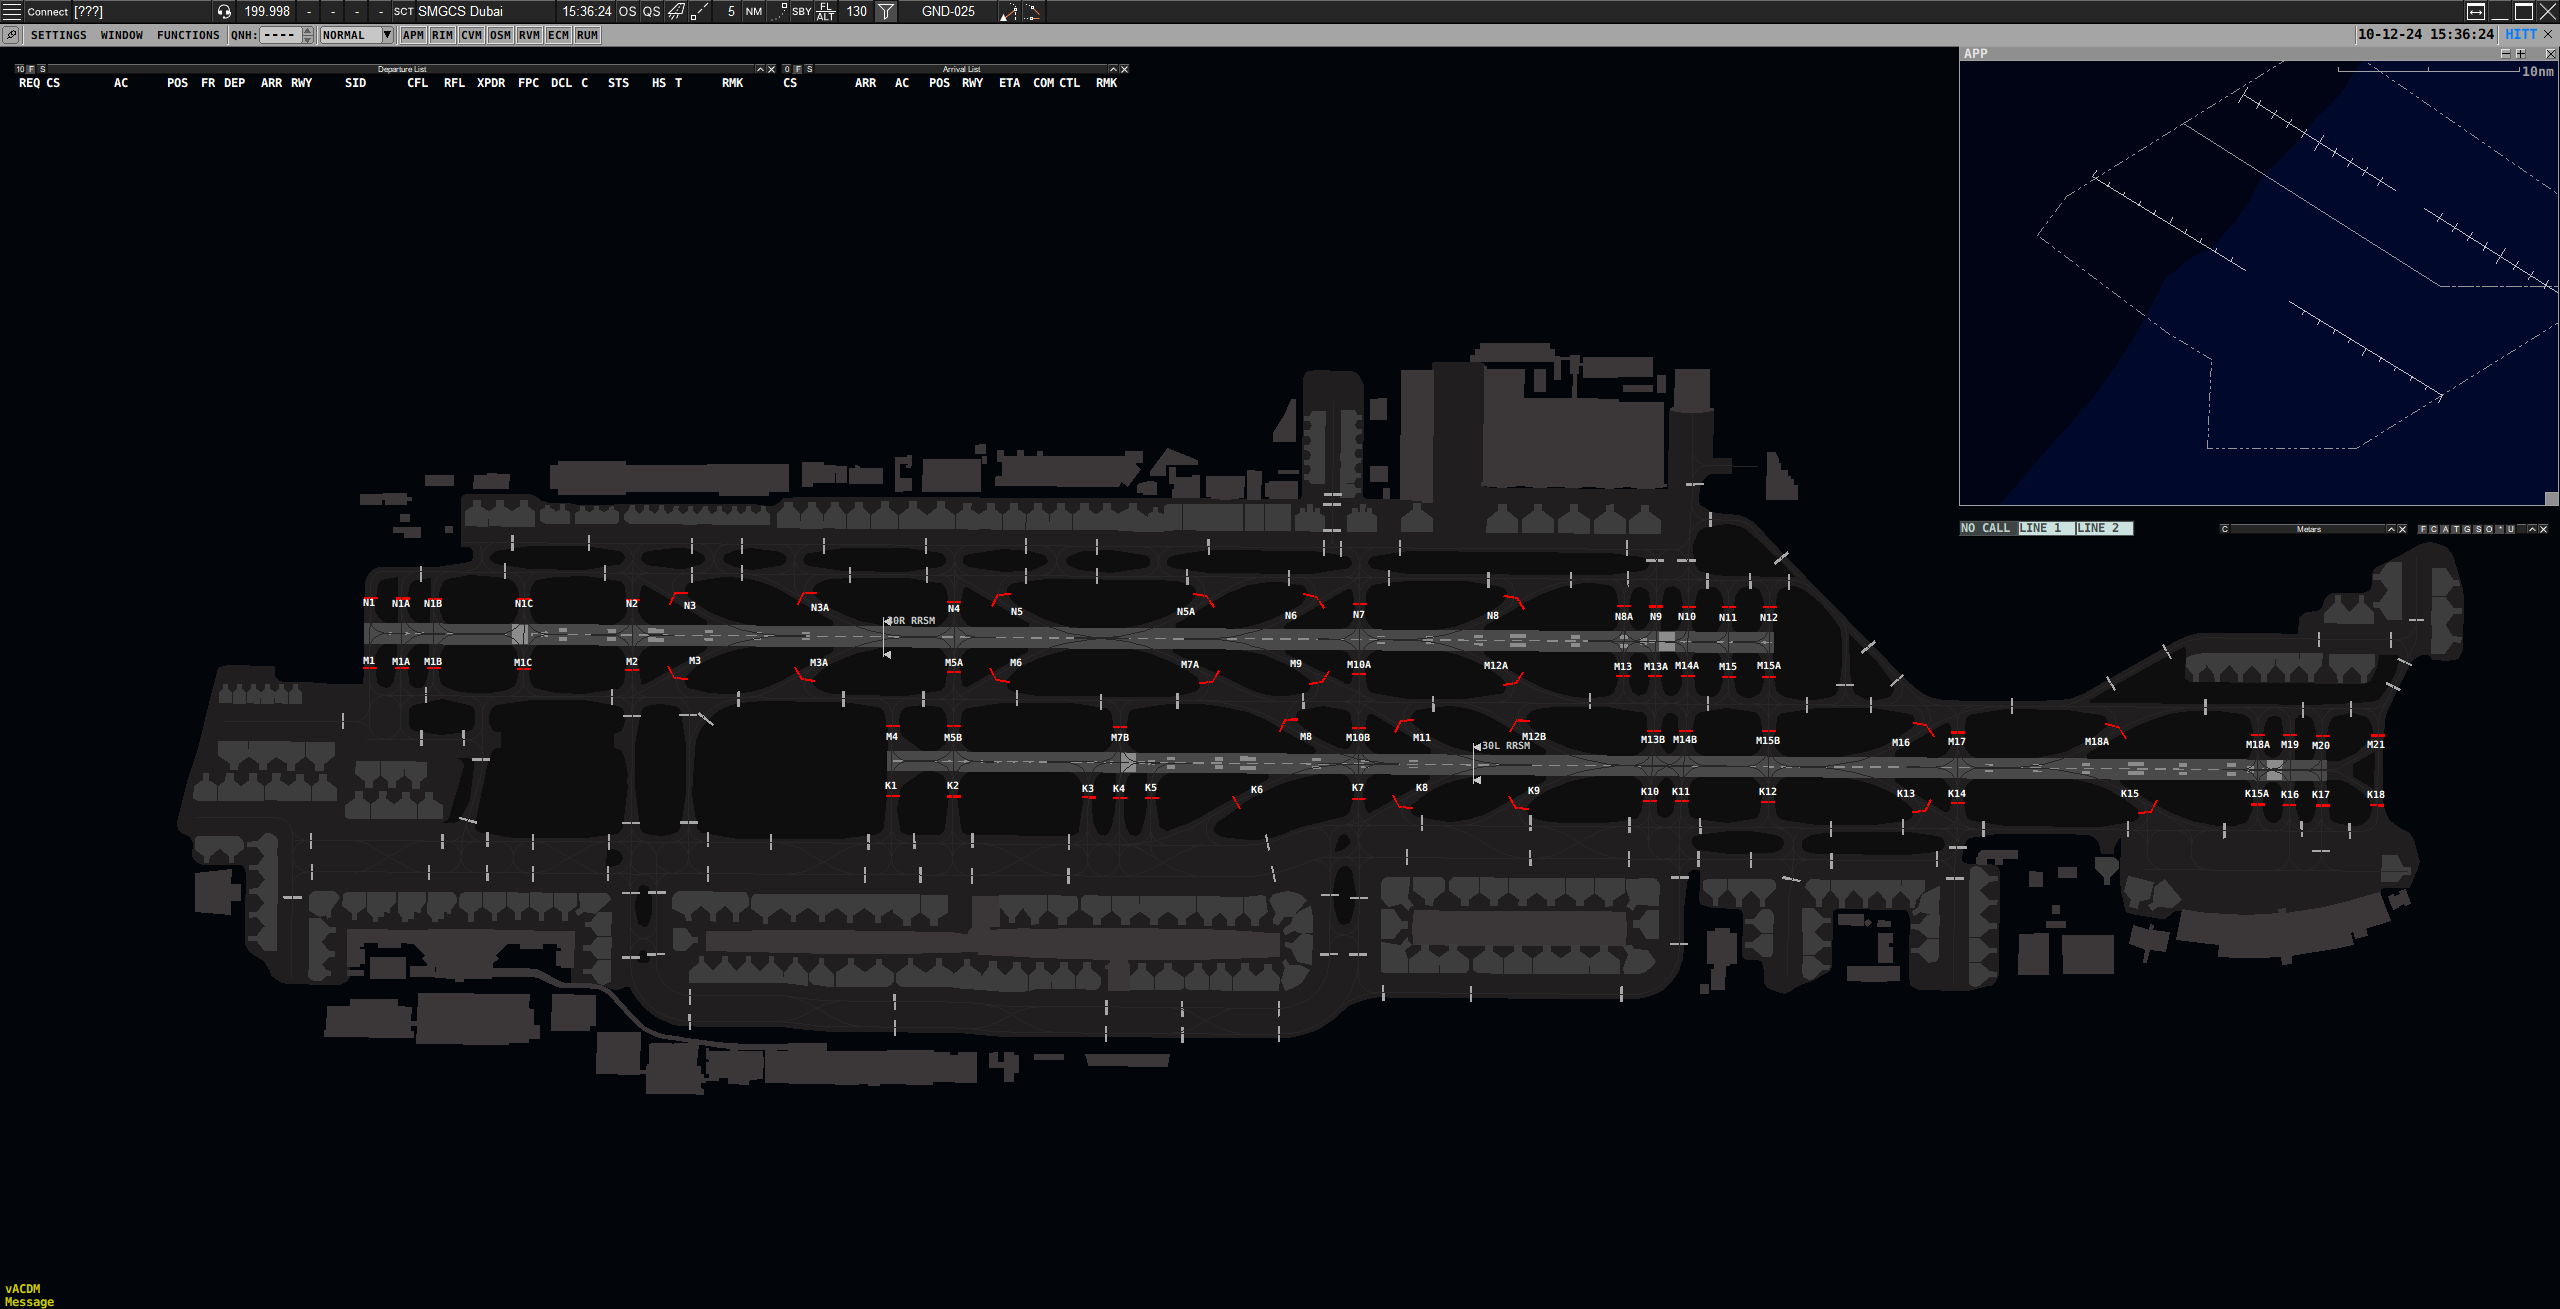 Connect [???] 199.998 - - - - SCT SMGCS Dubai 15:36:24 OS QS 5 NM SBY FL ALT 130 GND-025
SETTINGS WINDOW FUNCTIONS QNH: ---- NORMAL APM RIM CVM OSM RVM ECM RUM 10-12-24 15:36:24 HITT
APP
10nm
10 F S Departure List 0 F S Arrival List
REQ CS AC POS FR DEP ARR RWY SID CFL RFL XPDR FPC DCL C STS HS T RMK CS ARR AC POS RWY ETA COM CTL RMK
NO CALL LINE 1 LINE 2 C Metars F C A T G S O * U
N1 N1A N1B N1C N2 N3 N3A N4 N5 N5A N6 N7 N8 N8A N9 N10 N11 N12
30R RRSM
M1 M1A M1B M1C M2 M3 M3A M5A M6 M7A M9 M10A M12A M13 M13A M14A M15 M15A
M4 M5B M7B M8 M10B M11 M12B M13B M14B M15B M16 M17 M18A M18A M19 M20 M21
30L RRSM
K1 K2 K3 K4 K5 K6 K7 K8 K9 K10 K11 K12 K13 K14 K15 K15A K16 K17 K18
vACDM
Message